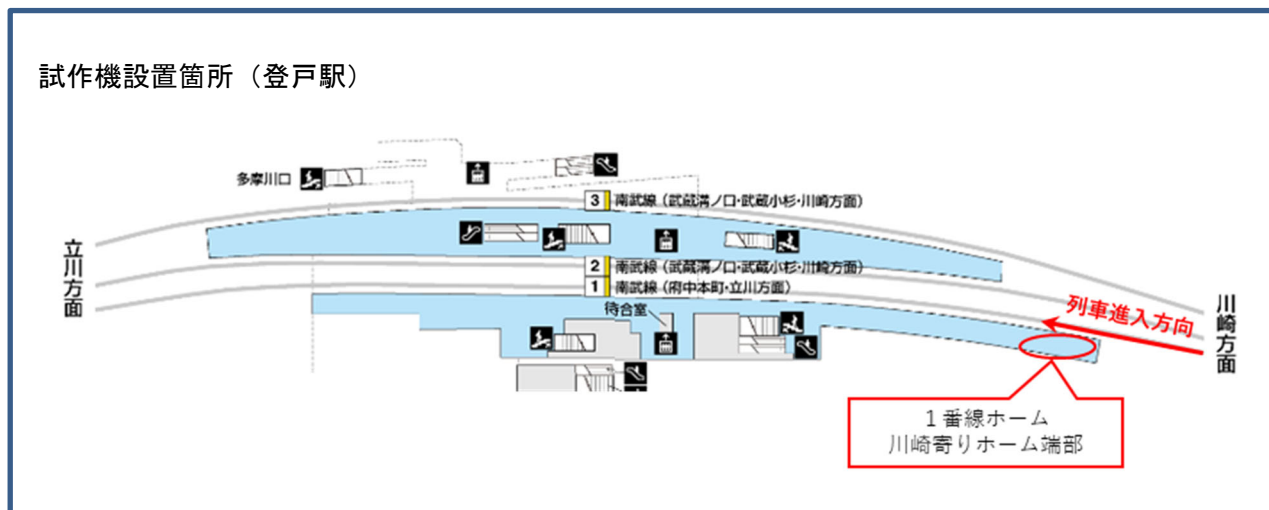 試作機設置箇所（登戸駅）
多摩川口
3 南武線（武蔵溝ノ口･武蔵小杉･川崎方面）
立川方面
2 南武線（武蔵溝ノ口･武蔵小杉･川崎方面）
1 南武線（府中本町･立川方面）
待合室
列車進入方向
川崎方面
１番線ホーム
川崎寄りホーム端部